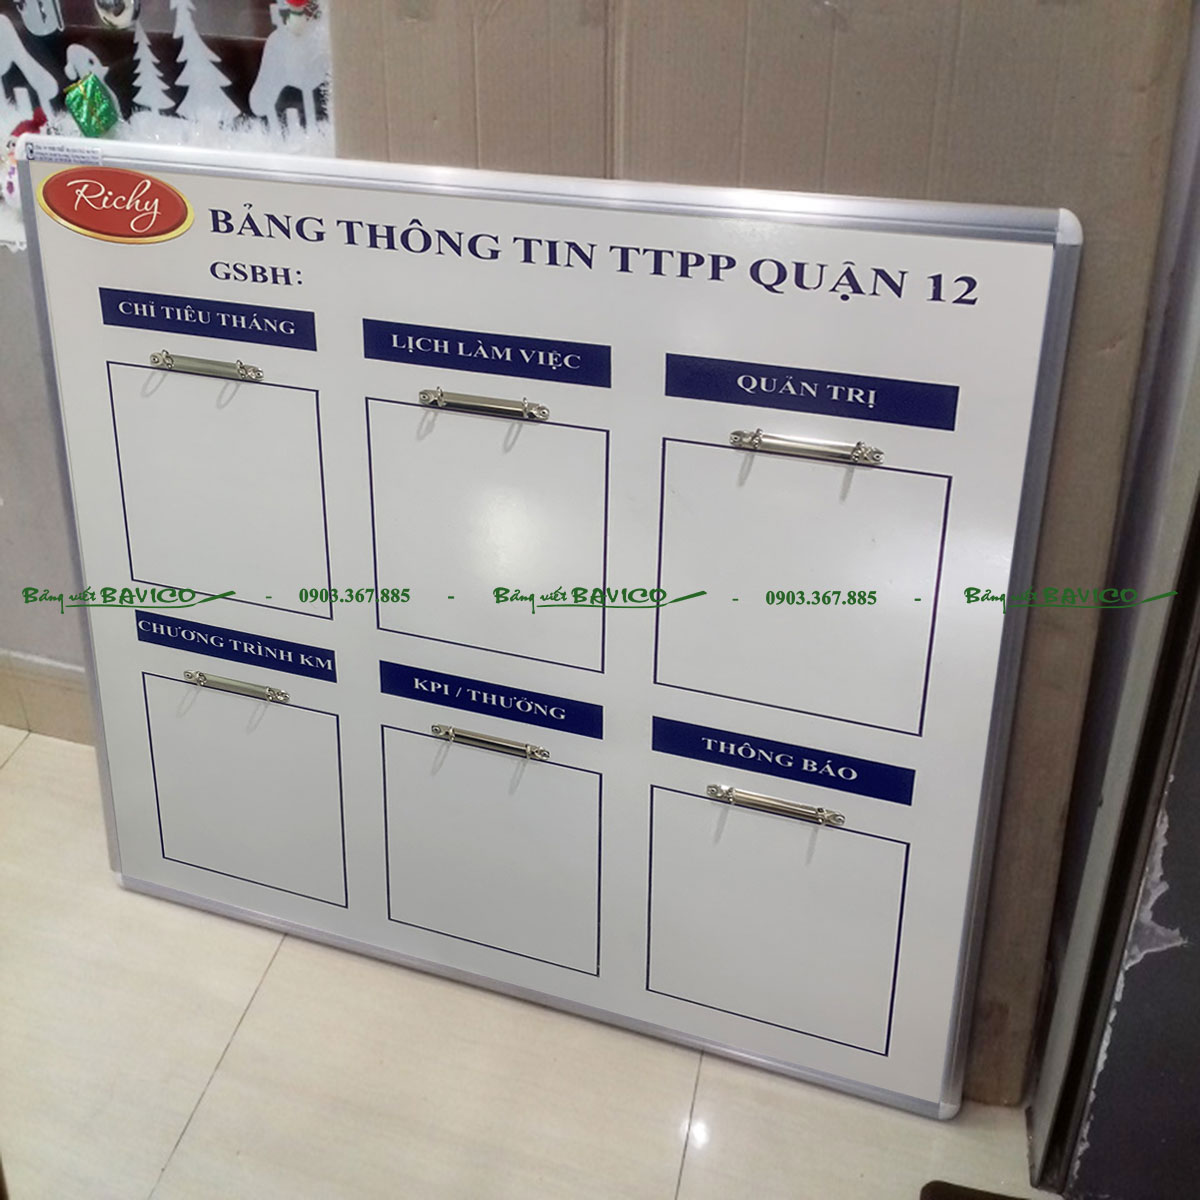 Richy
BẢNG THÔNG TIN TTPP QUẬN 12
GSBH:
CHỈ TIÊU THÁNG
LỊCH LÀM VIỆC
QUẢN TRỊ
Bảng viết BAVICO - 0903.367.885 - Bảng viết BAVICO - 0903.367.885 - Bảng viết BAVICO
CHƯƠNG TRÌNH KM
KPI / THƯỞNG
THÔNG BÁO